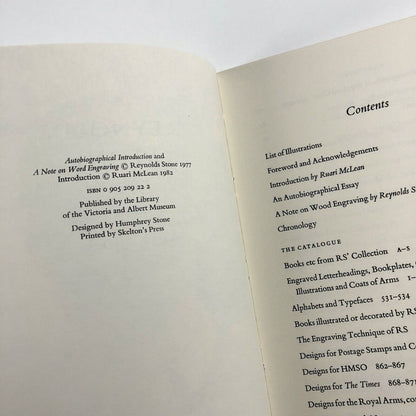 Autobiographical Introduction and
A Note on Word Engraving © Reynolds Stone 1977
Introduction © Ruari McLean 1982
ISBN 0 905 209 22 2
Published by the Library
of the Victoria and Albert Museum
Designed by Humphrey Stone
Printed by Skelton's Press
Contents
List of Illustrations
Foreword and Acknowledgements
Introduction by Ruari McLean
An Autobiographical Essay
A Note on Wood Engraving by Reynolds S
Chronology
THE CATALOGUE
Books etc from RS' Collection A–S
Engraved Letterheadings, Bookplates,
Illustrations and Coats of Arms 1–
Alphabets and Typefaces 531–534
Books illustrated or decorated by RS
The Engraving Technique of RS
Designs for Postage Stamps and C
Designs for HMSO 862–867
Designs for The Times 868–87
Designs for the Royal Arms, co